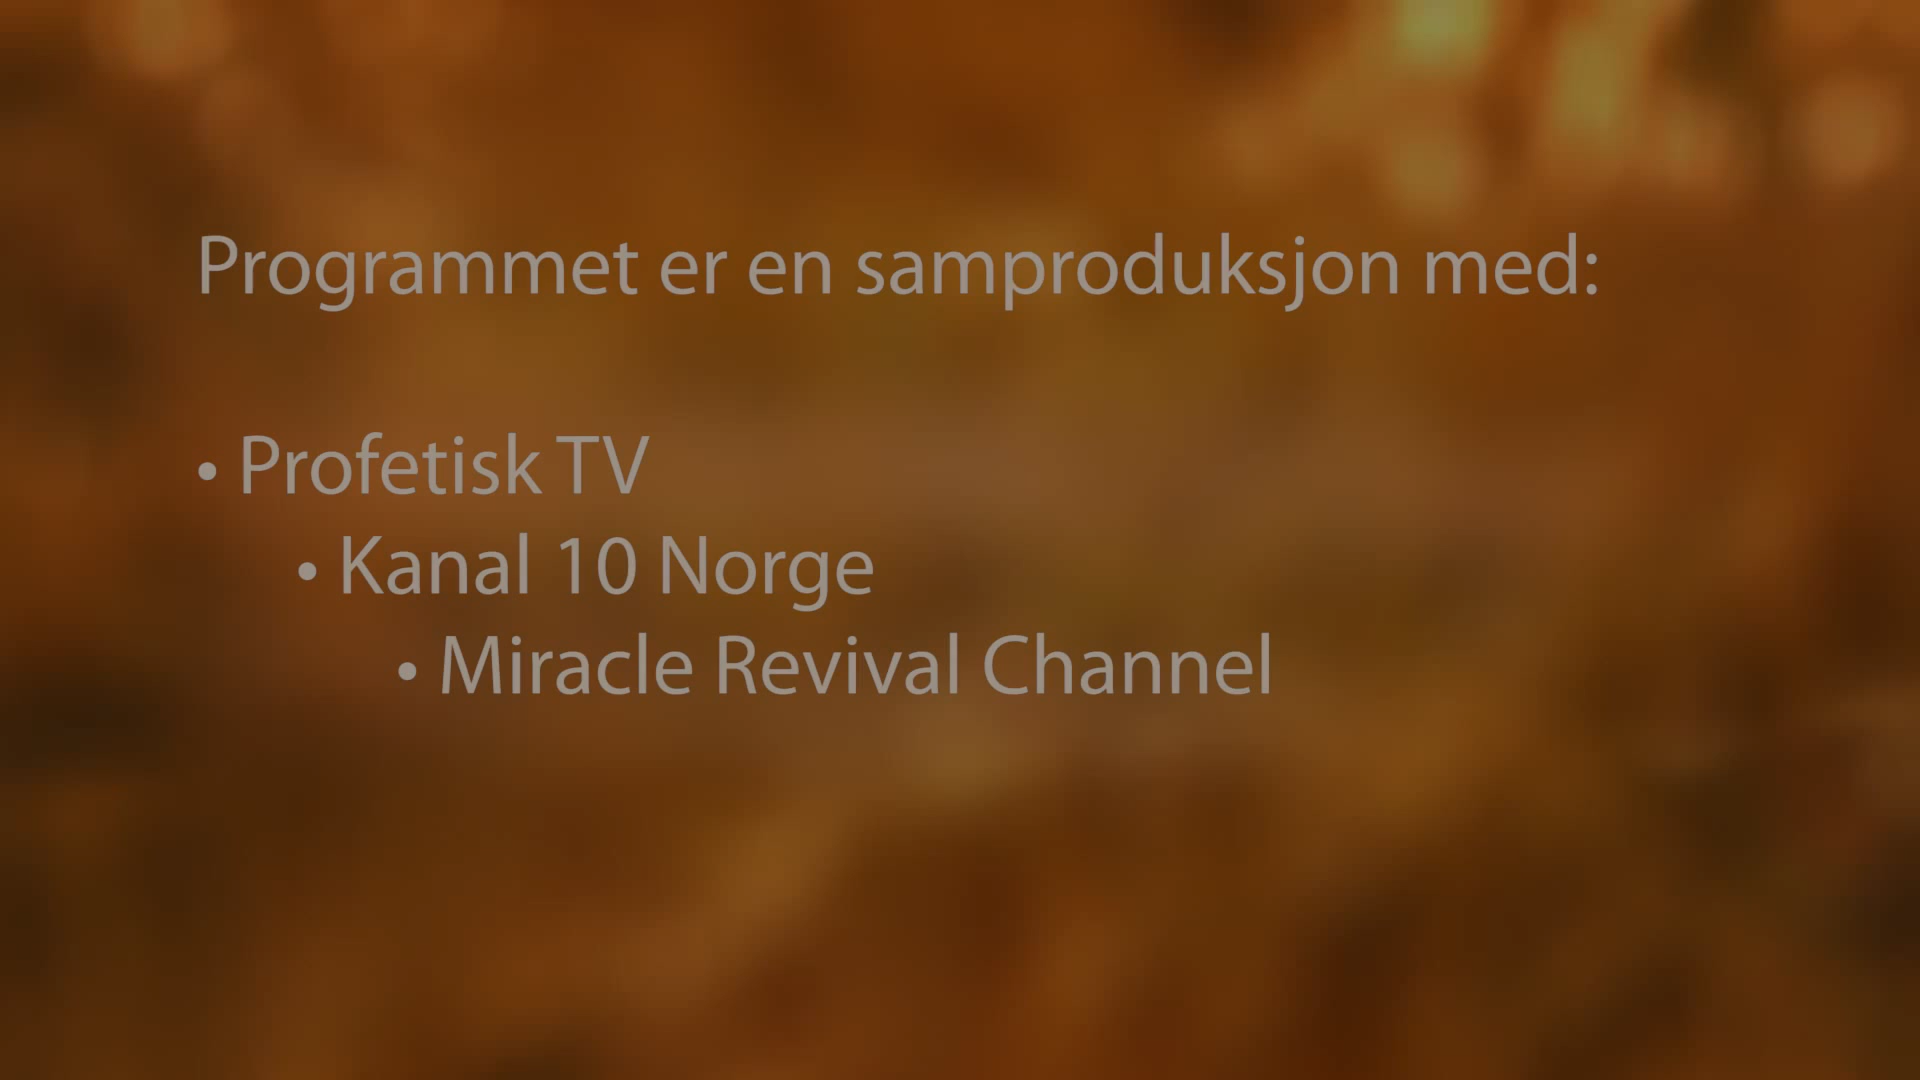 Programmet er en samproduksjon med:
• Profetisk TV
• Kanal 10 Norge
• Miracle Revival Channel